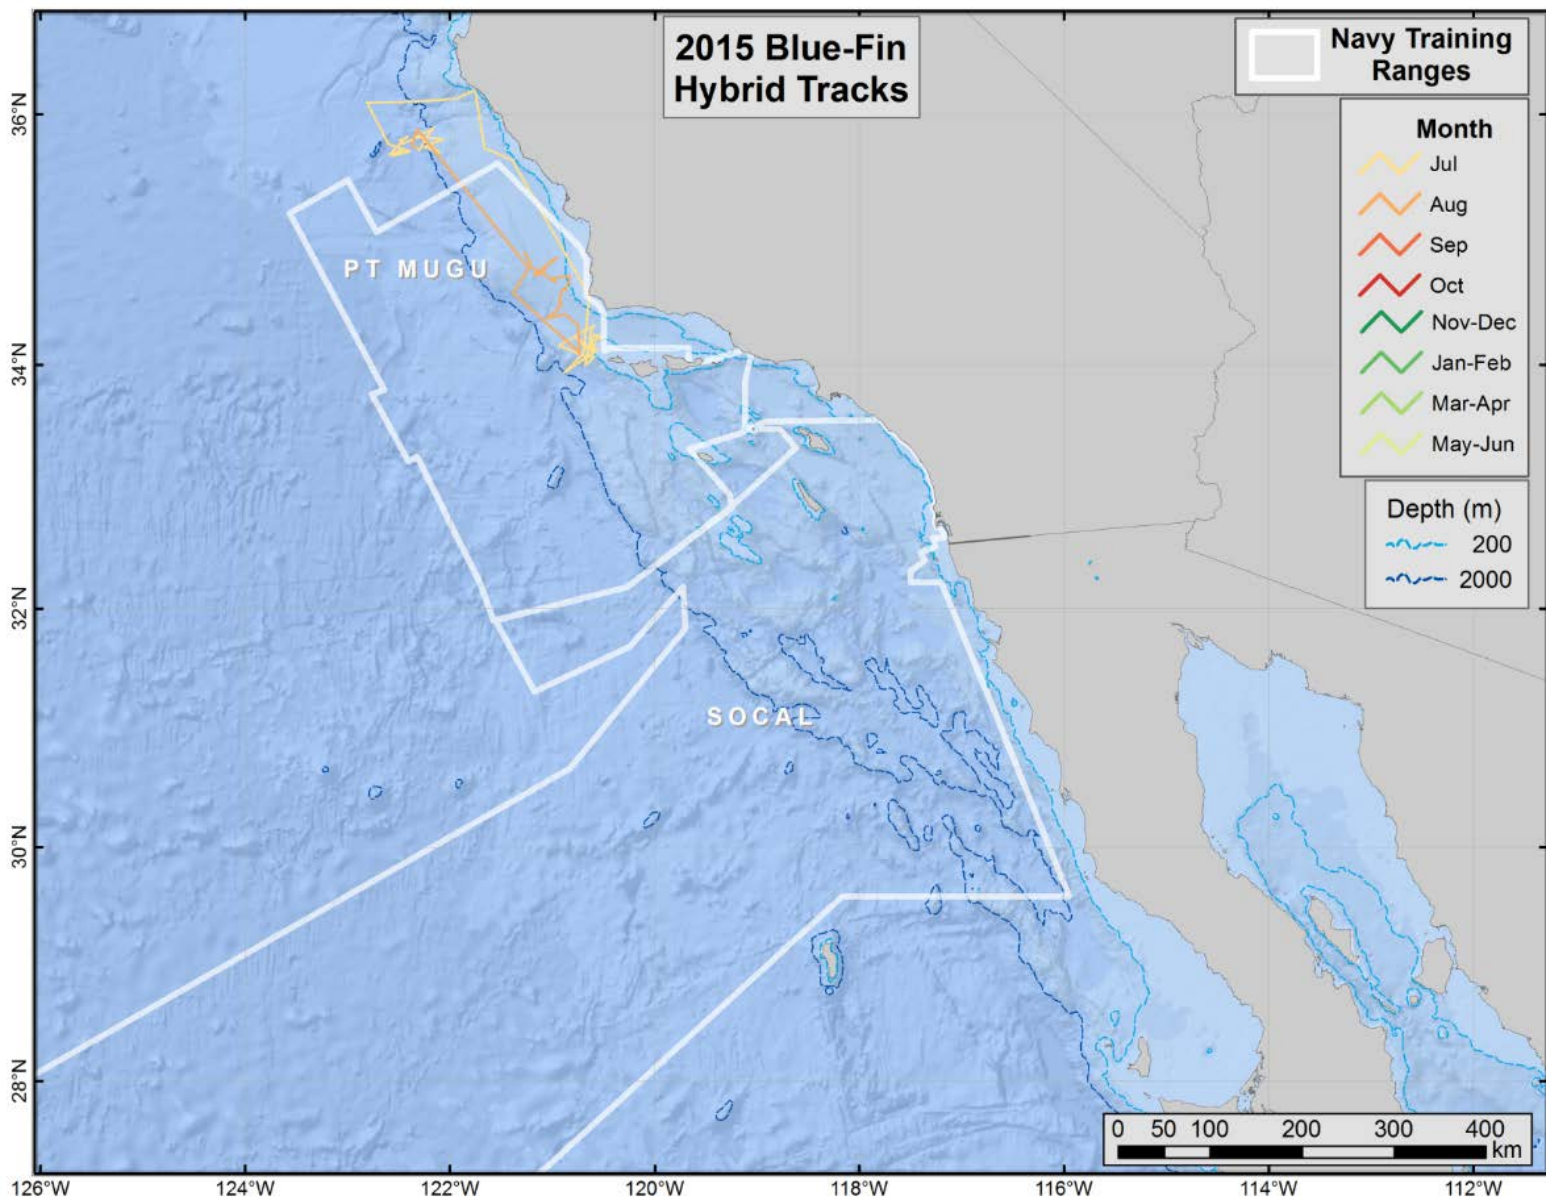 2015 Blue-Fin
Hybrid Tracks
Navy Training
Ranges
Month
Jul
Aug
Sep
Oct
Nov-Dec
Jan-Feb
Mar-Apr
May-Jun
Depth (m)
200
2000
PT MUGU
SOCAL
36°N
34°N
32°N
30°N
28°N
0 50 100 200 300 400
km
126°W 124°W 122°W 120°W 118°W 116°W 114°W 112°W